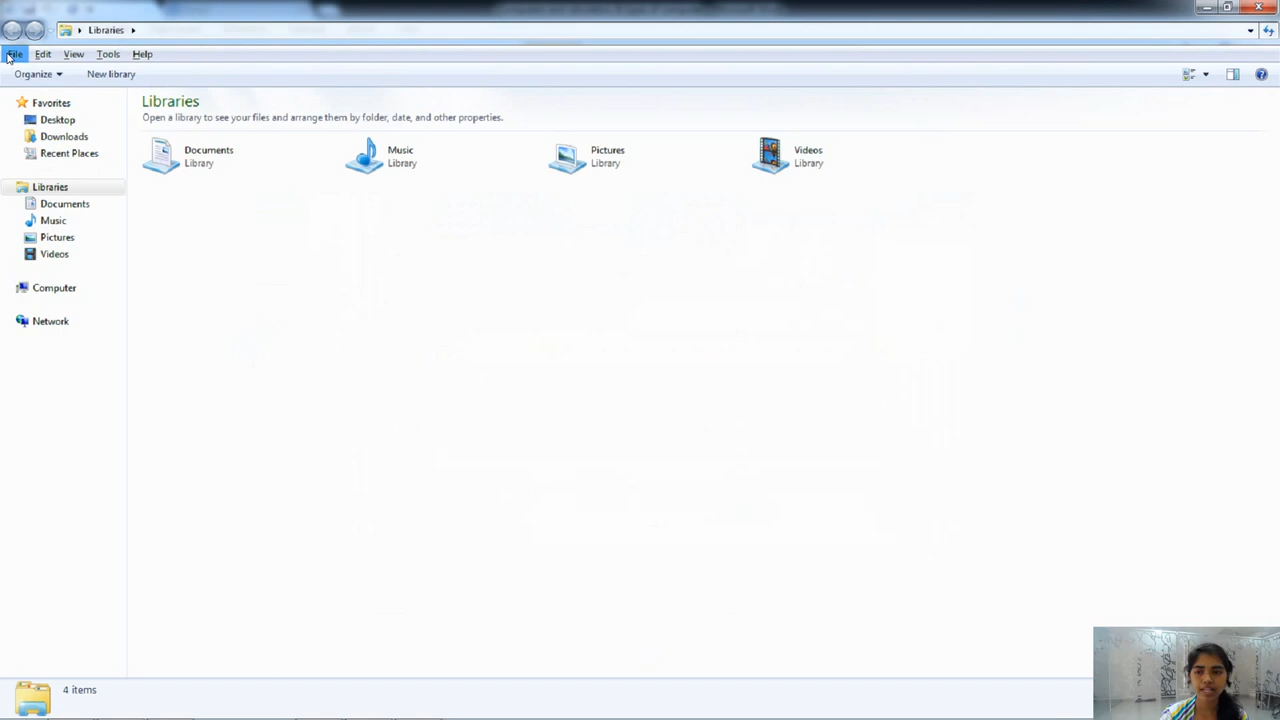 Libraries
File Edit View Tools Help
Organize New library
Favorites
Desktop
Downloads
Recent Places
Libraries
Documents
Music
Pictures
Videos
Computer
Network
Libraries
Open a library to see your files and arrange them by folder, date, and other properties.
Documents
Library
Music
Library
Pictures
Library
Videos
Library
4 items